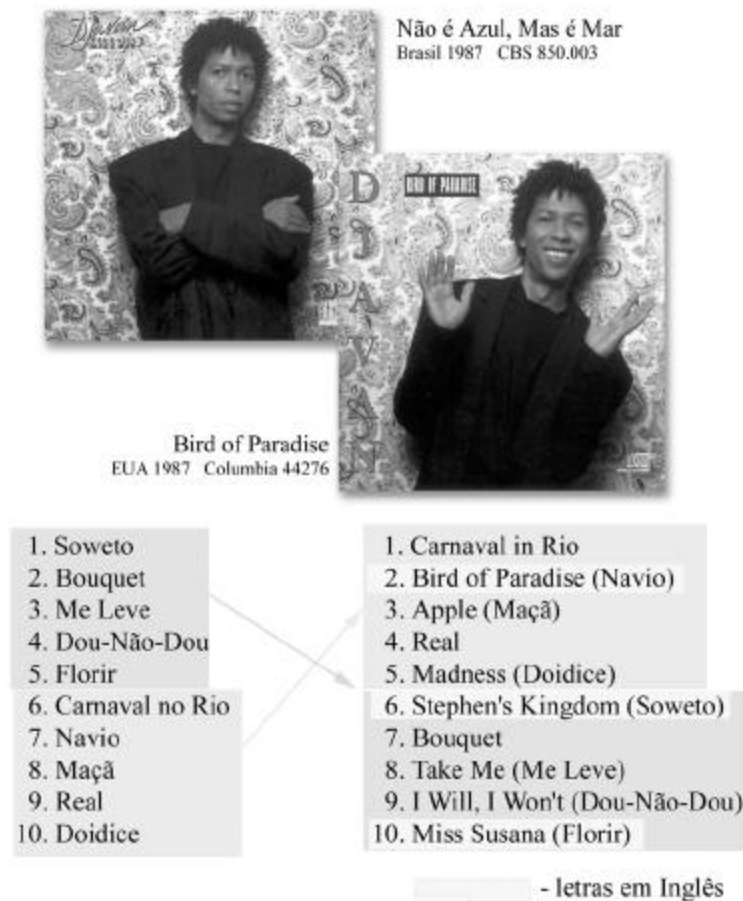 Djavan
Não é Azul, Mas é Mar
Brasil 1987 CBS 850.003
BIRD OF PARADISE
DJAVAN
Bird of Paradise
EUA 1987 Columbia 44276
1. Soweto
2. Bouquet
3. Me Leve
4. Dou-Não-Dou
5. Florir
6. Carnaval no Rio
7. Navio
8. Maçã
9. Real
10. Doidice
1. Carnaval in Rio
2. Bird of Paradise (Navio)
3. Apple (Maçã)
4. Real
5. Madness (Doidice)
6. Stephen's Kingdom (Soweto)
7. Bouquet
8. Take Me (Me Leve)
9. I Will, I Won't (Dou-Não-Dou)
10. Miss Susana (Florir)
- letras em Inglês